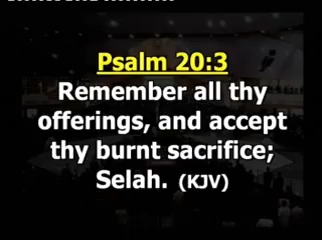 Psalm 20:3
Remember all thy
offerings, and accept
thy burnt sacrifice;
Selah. (KJV)